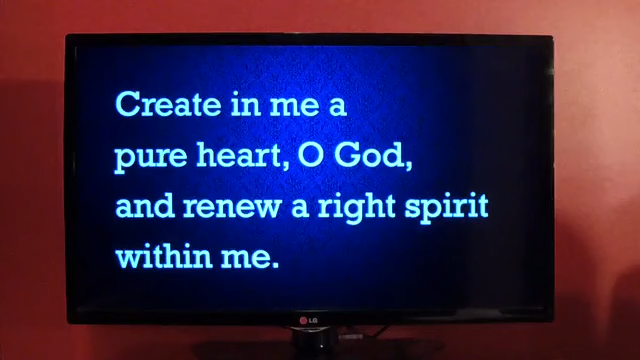 Create in me a
pure heart, O God,
and renew a right spirit
within me.
LG